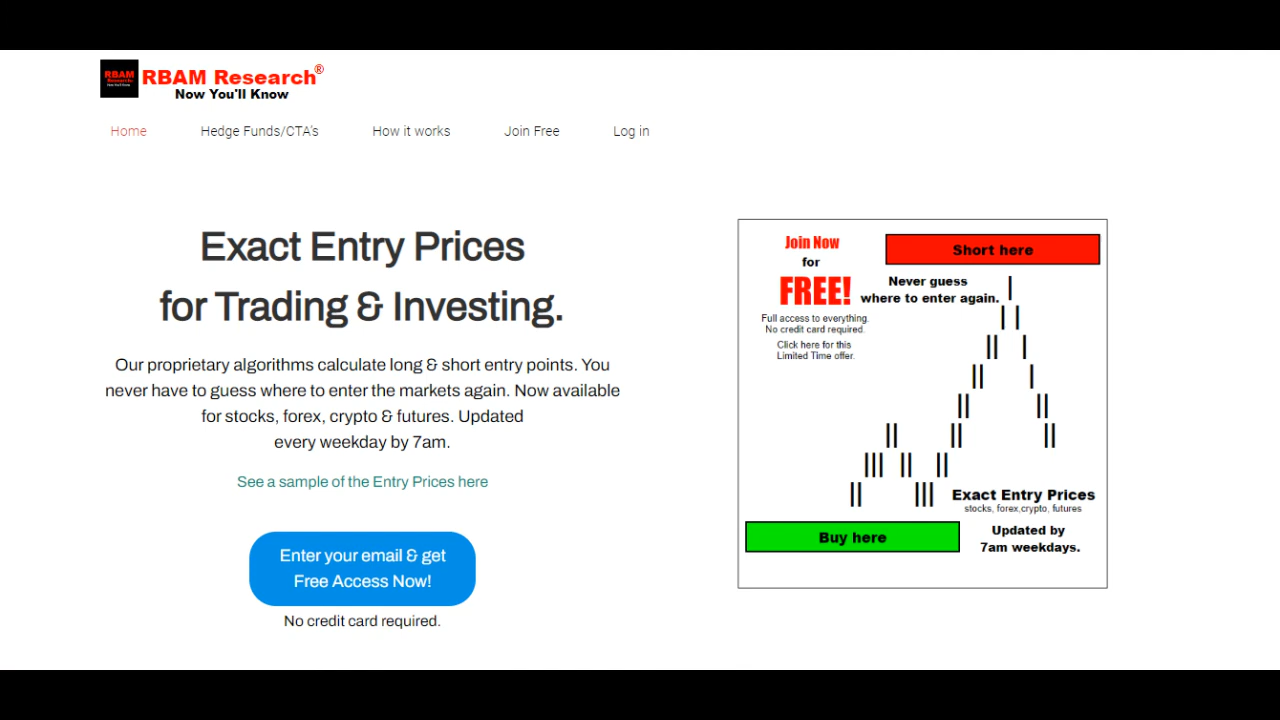 RBAM
Research
Now You'll Know
RBAM Research®
Now You'll Know
Home
Hedge Funds/CTA's
How it works
Join Free
Log in
Exact Entry Prices
for Trading & Investing.
Our proprietary algorithms calculate long & short entry points. You
never have to guess where to enter the markets again. Now available
for stocks, forex, crypto & futures. Updated
every weekday by 7am.
See a sample of the Entry Prices here
Enter your email & get
Free Access Now!
No credit card required.
Join Now
for
FREE!
Full access to everything.
No credit card required.
Click here for this
Limited Time offer.
Short here
Never guess
where to enter again.
Exact Entry Prices
stocks, forex,crypto, futures
Buy here
Updated by
7am weekdays.